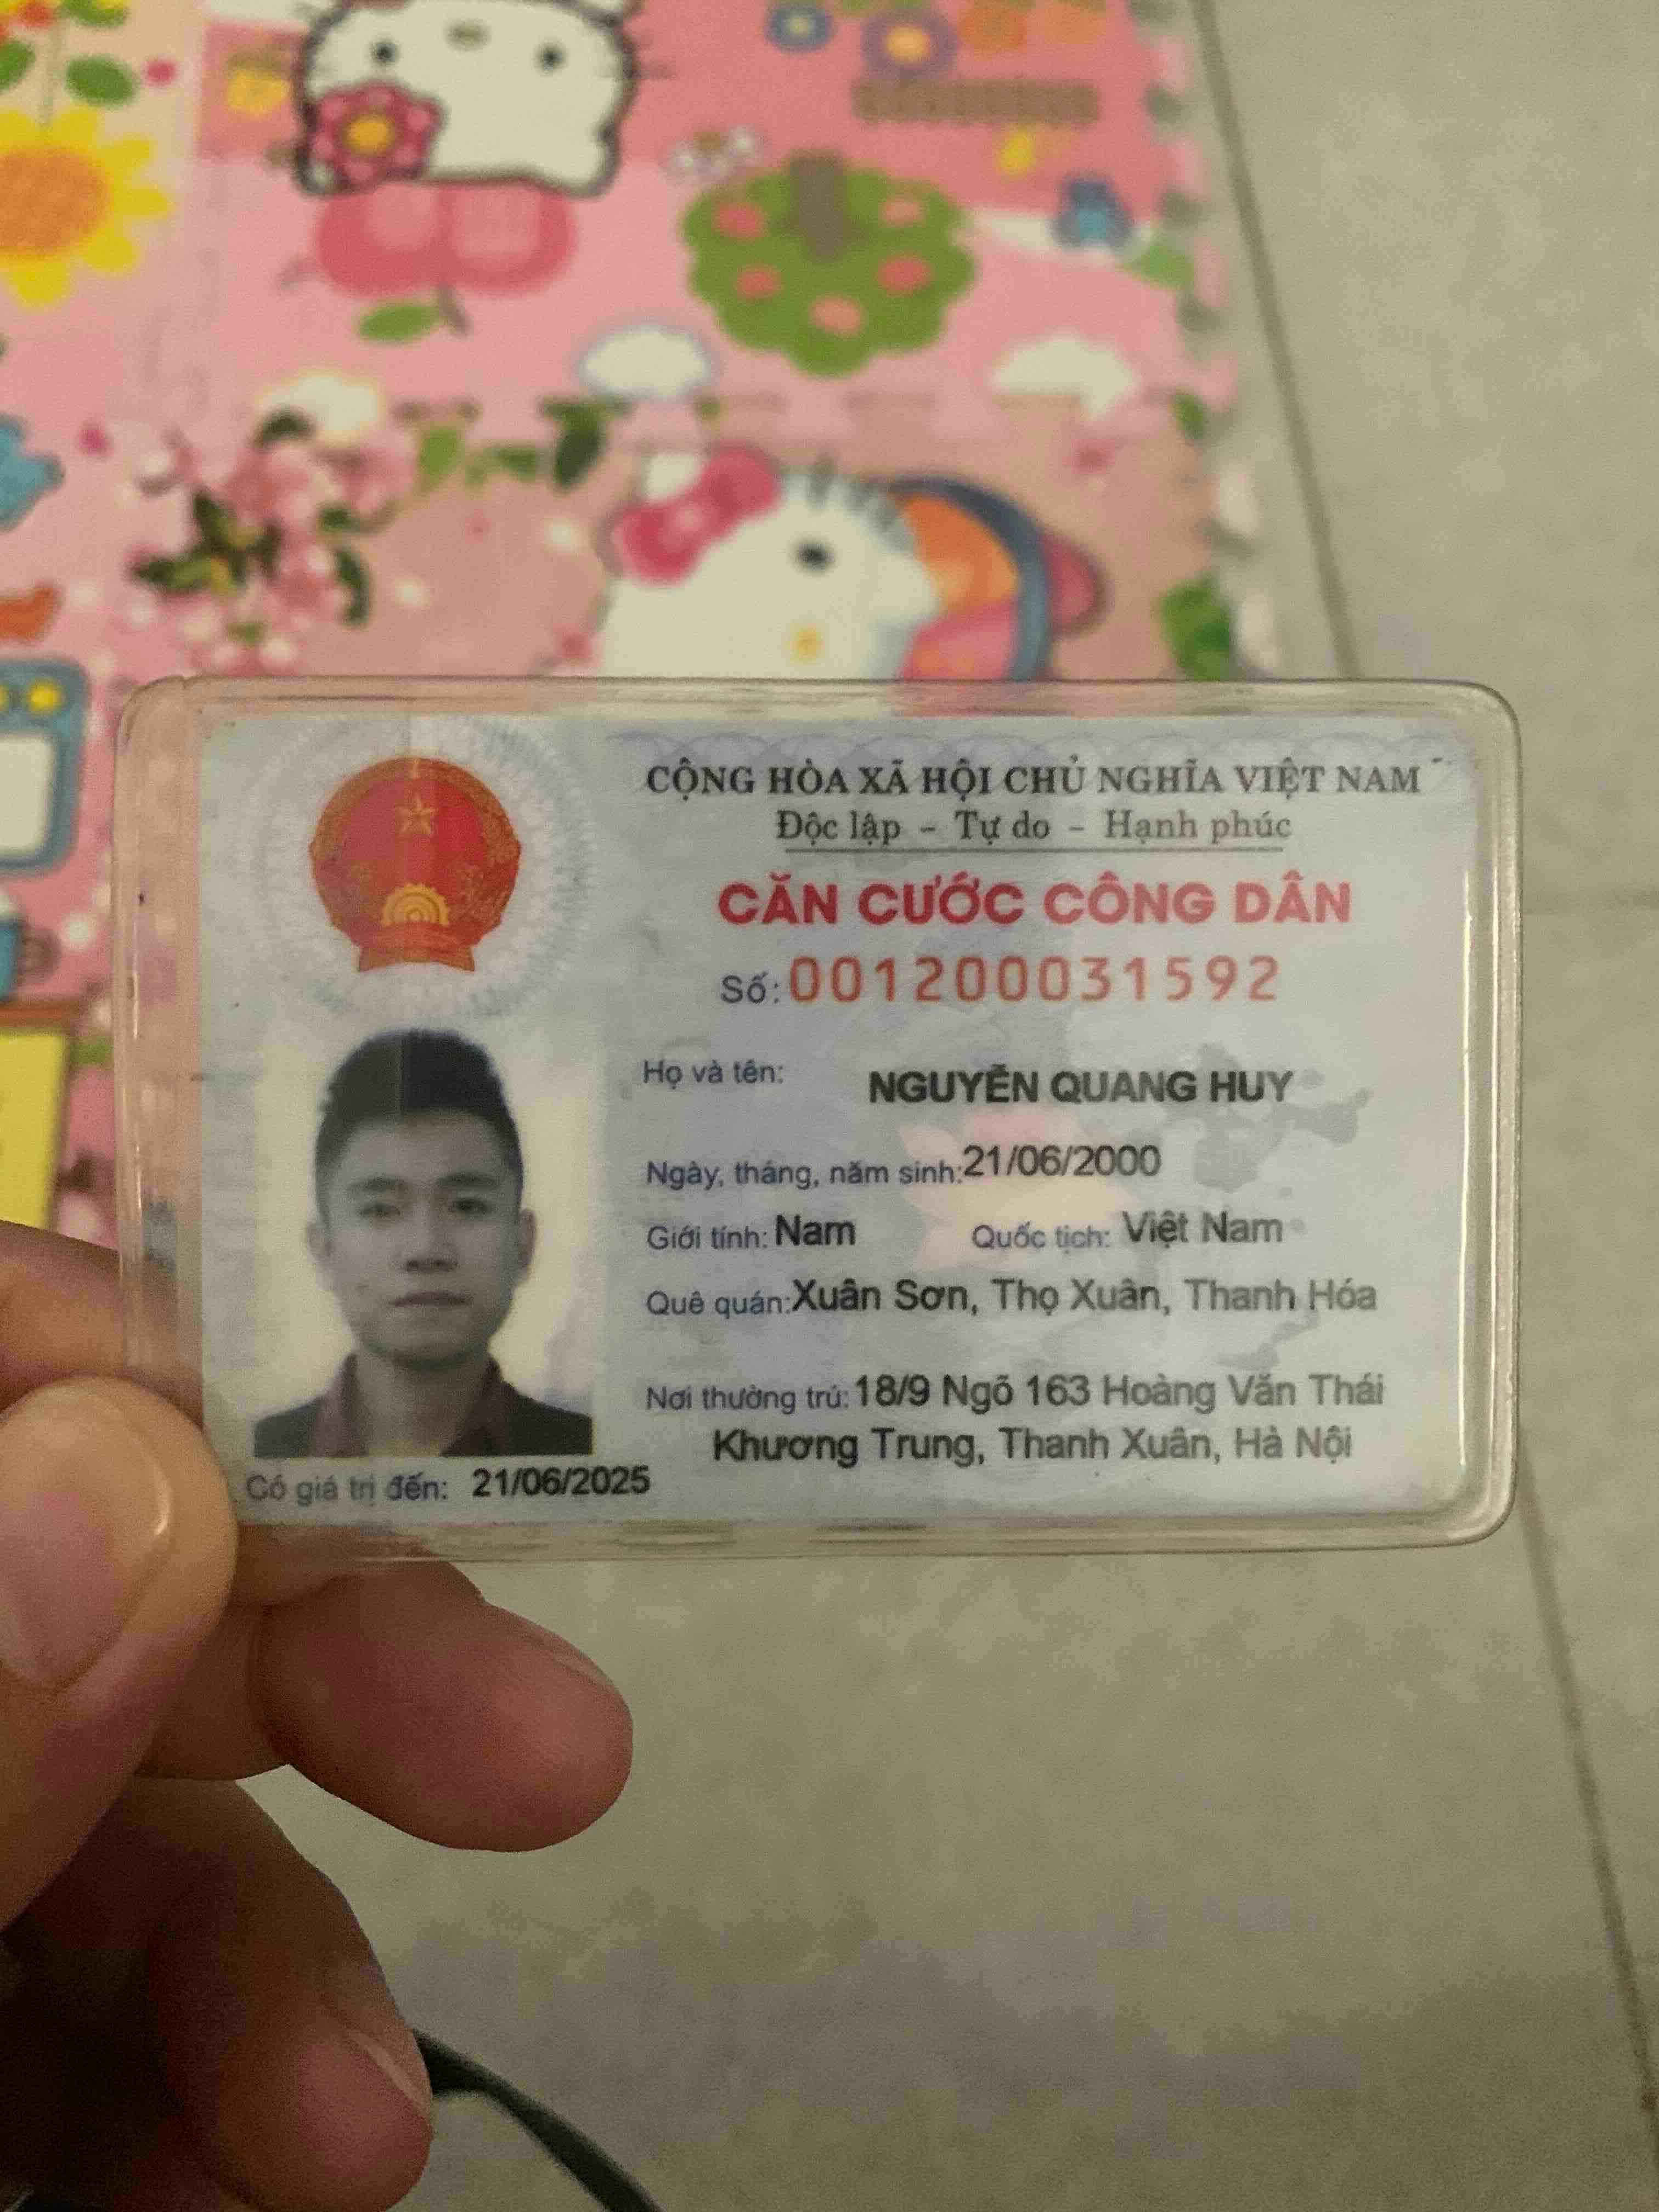 CỘNG HÒA XÃ HỘI CHỦ NGHĨA VIỆT NAM
Độc lập - Tự do - Hạnh phúc
CĂN CƯỚC CÔNG DÂN
Số: 001200031592
Họ và tên: NGUYỄN QUANG HUY
Ngày, tháng, năm sinh: 21/06/2000
Giới tính: Nam Quốc tịch: Việt Nam
Quê quán: Xuân Sơn, Thọ Xuân, Thanh Hóa
Nơi thường trú: 18/9 Ngõ 163 Hoàng Văn Thái
Khương Trung, Thanh Xuân, Hà Nội
Có giá trị đến: 21/06/2025